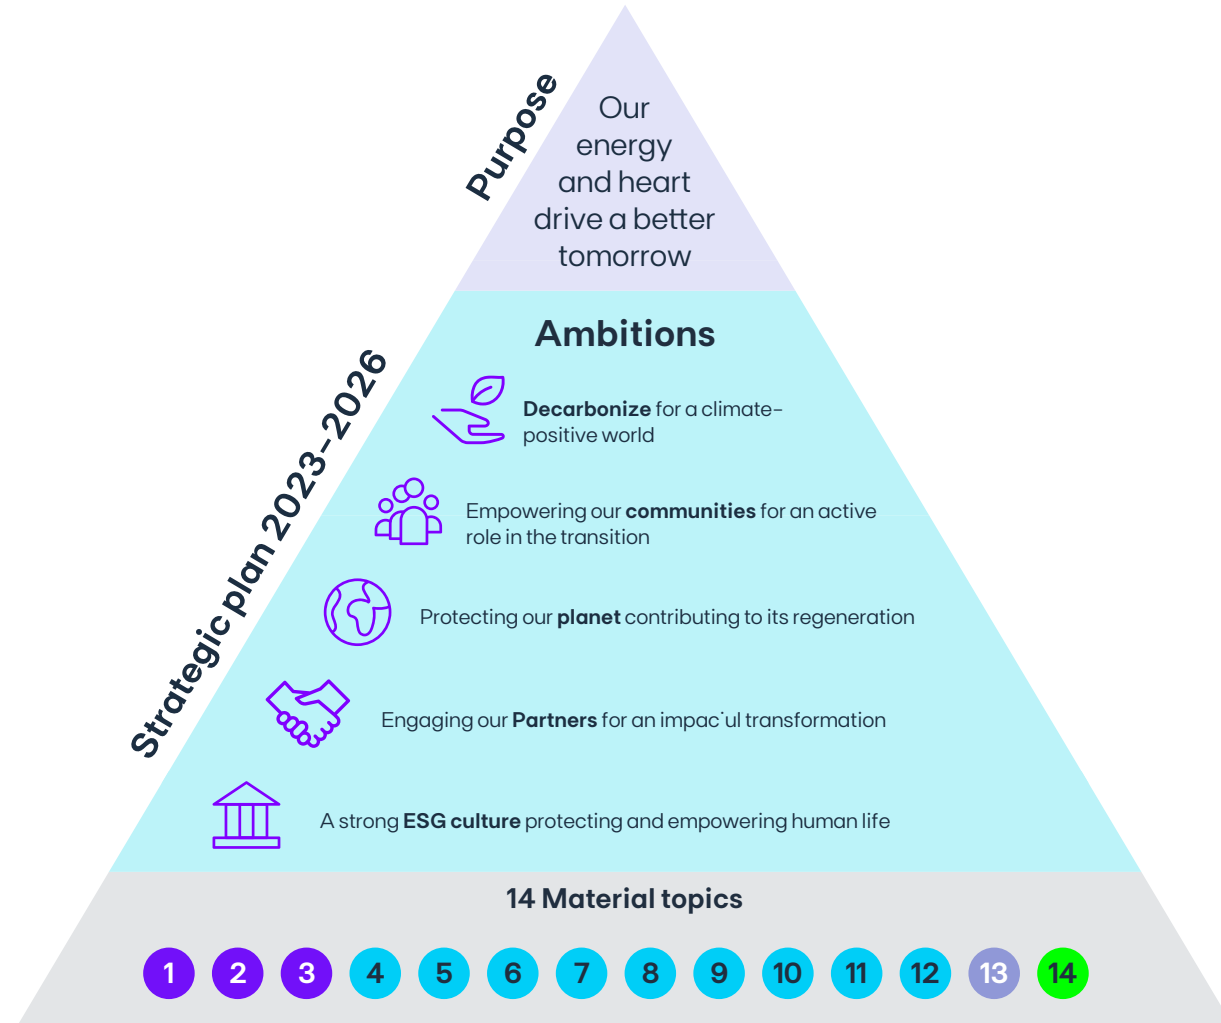 Purpose
Our
energy
and heart
drive a better
tomorrow
Strategic plan 2023-2026
Ambitions
Decarbonize for a climate-
positive world
Empowering our communities for an active
role in the transition
Protecting our planet contributing to its regeneration
Engaging our Partners for an impac˙ul transformation
A strong ESG culture protecting and empowering human life
14 Material topics
1 2 3 4 5 6 7 8 9 10 11 12 13 14